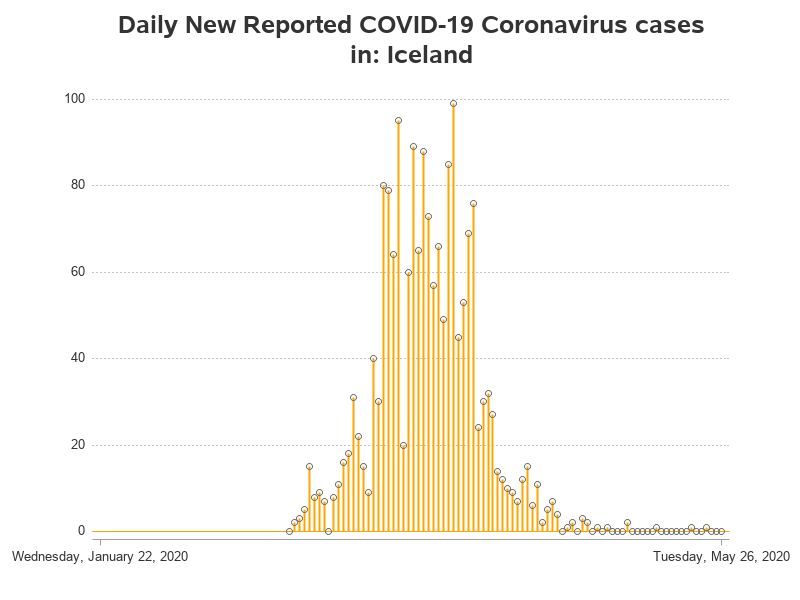 Daily New Reported COVID-19 Coronavirus cases
in: Iceland
100
80
60
40
20
0
Wednesday, January 22, 2020
Tuesday, May 26, 2020